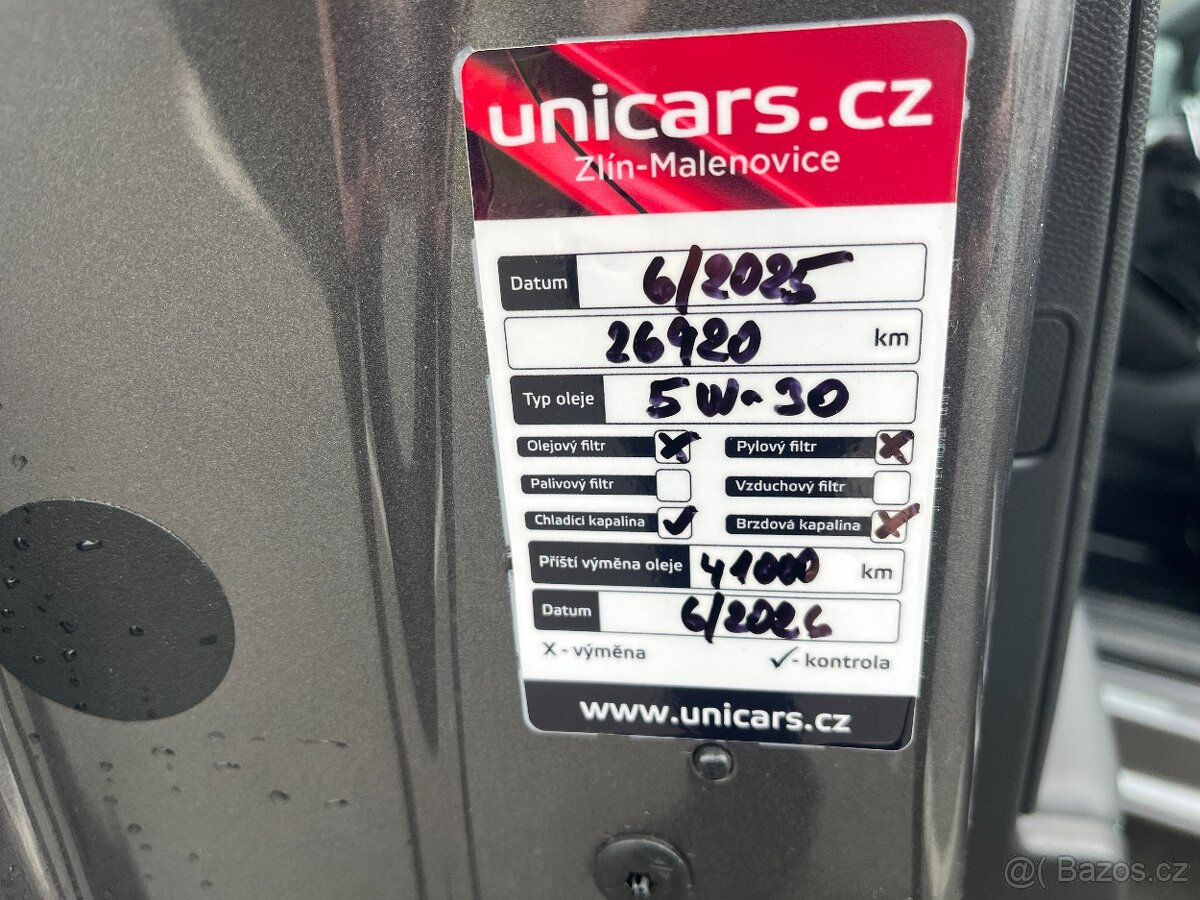 unicars.cz
Zlín-Malenovice
Datum 6/2025
26920 km
Typ oleje 5W-30
Olejový filtr X Pylový filtr X
Palivový filtr Vzduchový filtr
Chladící kapalina ✓ Brzdová kapalina X
Příští výměna oleje 41000 km
Datum 6/2026
X - výměna ✓ - kontrola
www.unicars.cz
@( Bazos.cz